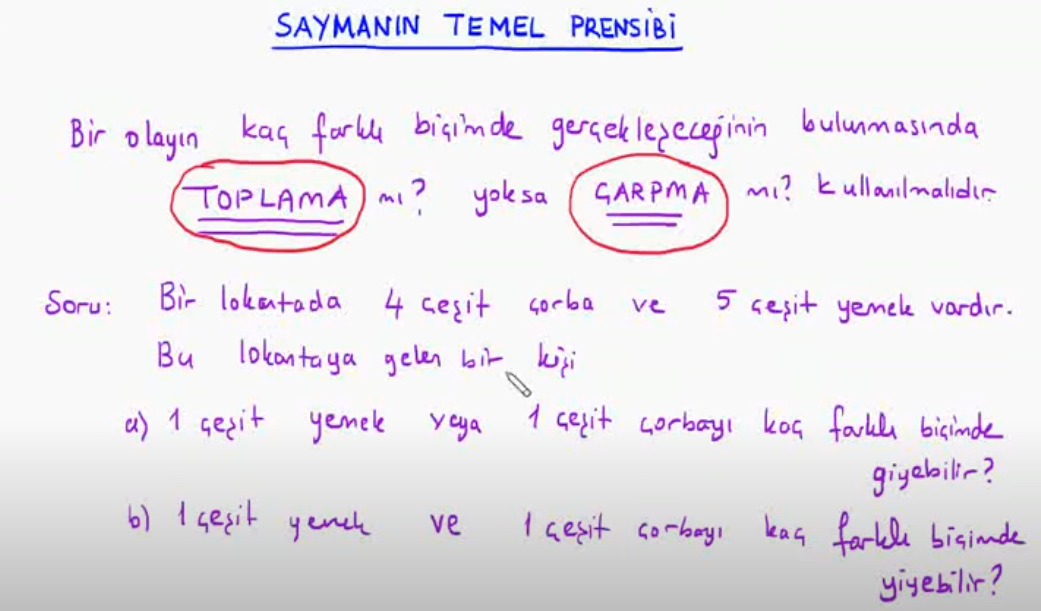 SAYMANIN TEMEL PRENSİBİ
Bir olayın kaç farklı biçimde gerçekleşeceğinin bulunmasında
TOPLAMA mı? yoksa ÇARPMA mı? kullanılmalıdır
Soru: Bir lokantada 4 çeşit çorba ve 5 çeşit yemek vardır.
Bu lokantaya gelen bir kişi
a) 1 çeşit yemek veya 1 çeşit çorbayı kaç farklı biçimde
giyebilir?
b) 1 çeşit yemek ve 1 çeşit çorbayı kaç farklı biçimde
yiyebilir?